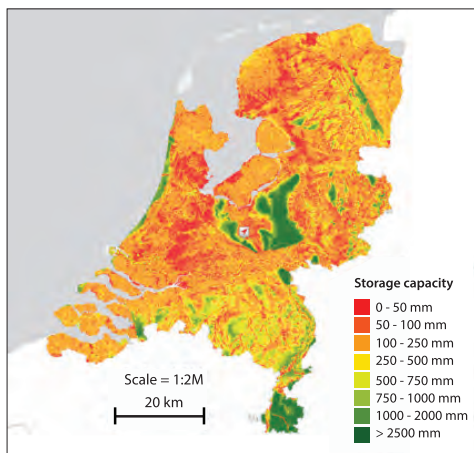 Storage capacity
0 - 50 mm
50 - 100 mm
100 - 250 mm
250 - 500 mm
500 - 750 mm
750 - 1000 mm
1000 - 2000 mm
> 2500 mm
Scale = 1:2M
20 km